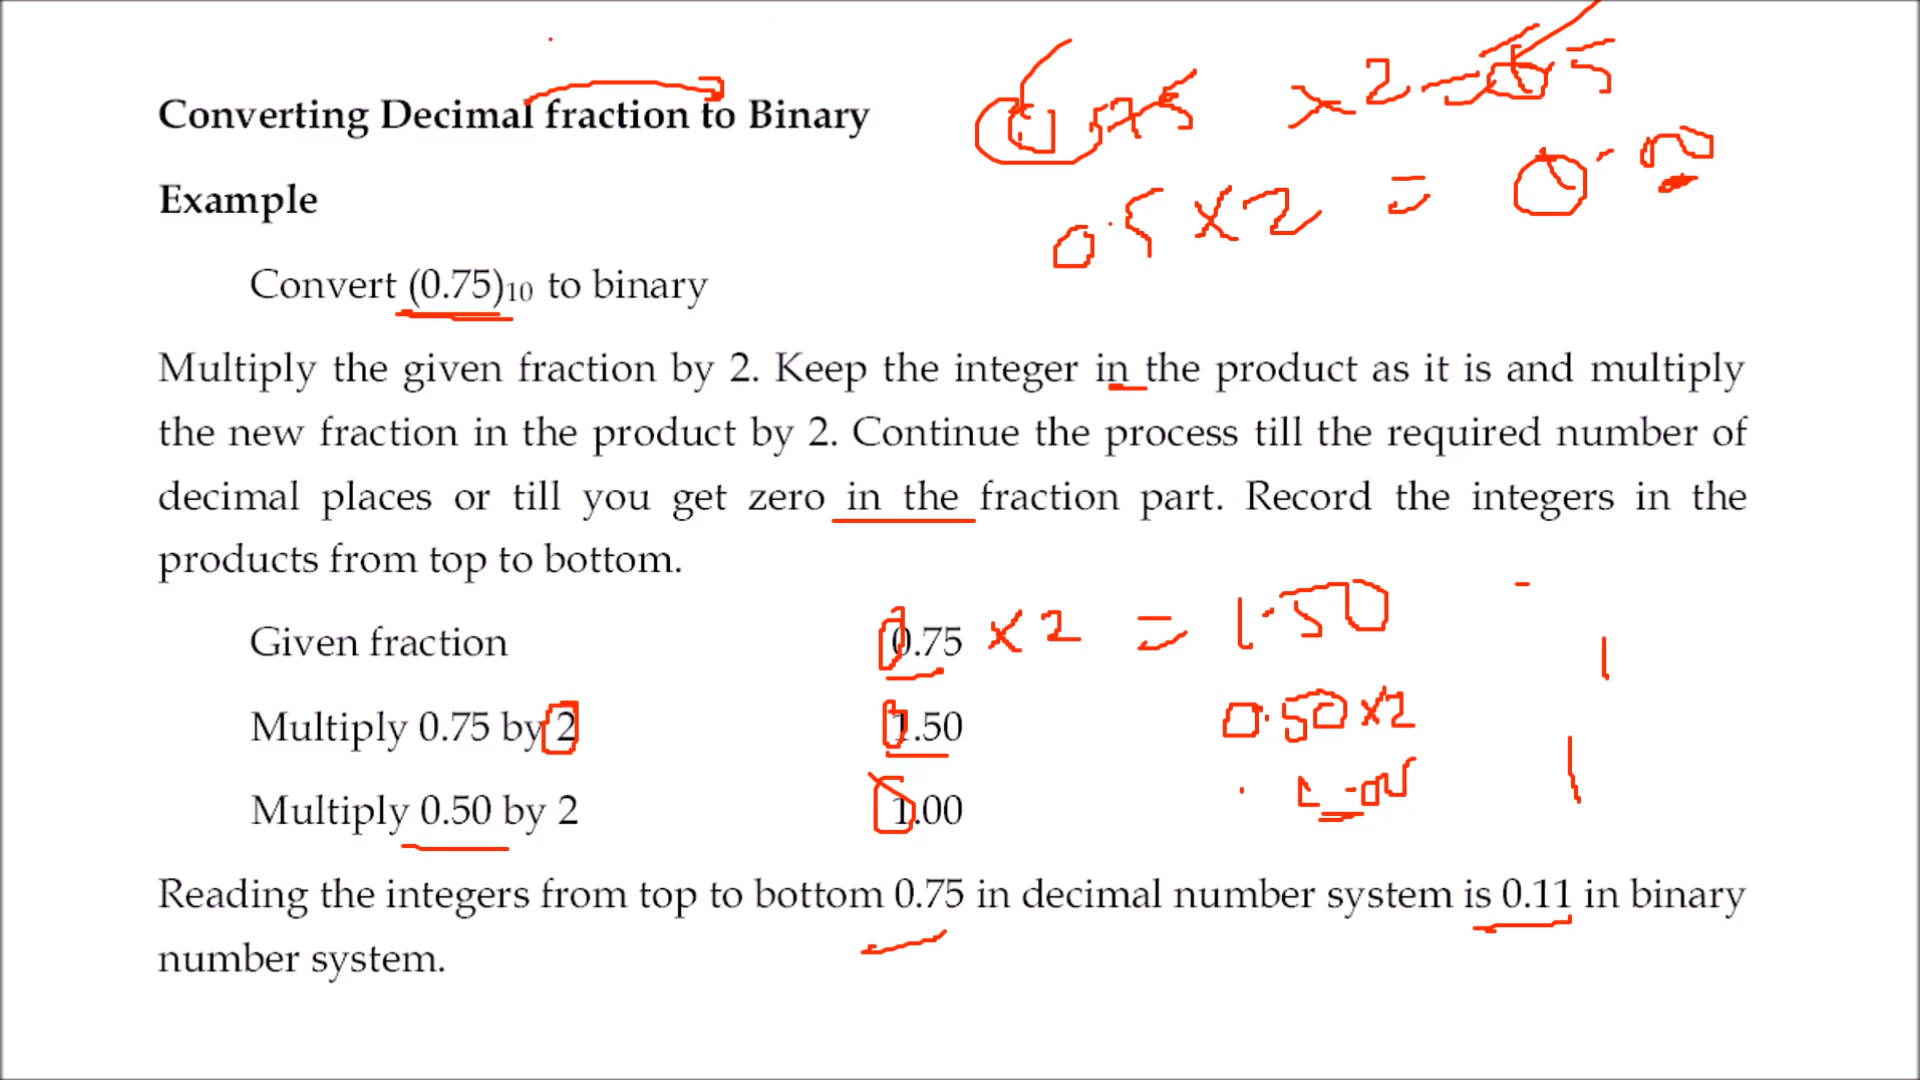 Converting Decimal fraction to Binary
Example
0.5 × 2 =
Convert (0.75)10 to binary
Multiply the given fraction by 2. Keep the integer in the product as it is and multiply
the new fraction in the product by 2. Continue the process till the required number of
decimal places or till you get zero in the fraction part. Record the integers in the
products from top to bottom.
Given fraction 0.75 × 2 = 1.50 1
Multiply 0.75 by 2 1.50 0.50 × 2
Multiply 0.50 by 2 1.00 1
Reading the integers from top to bottom 0.75 in decimal number system is 0.11 in binary
number system.